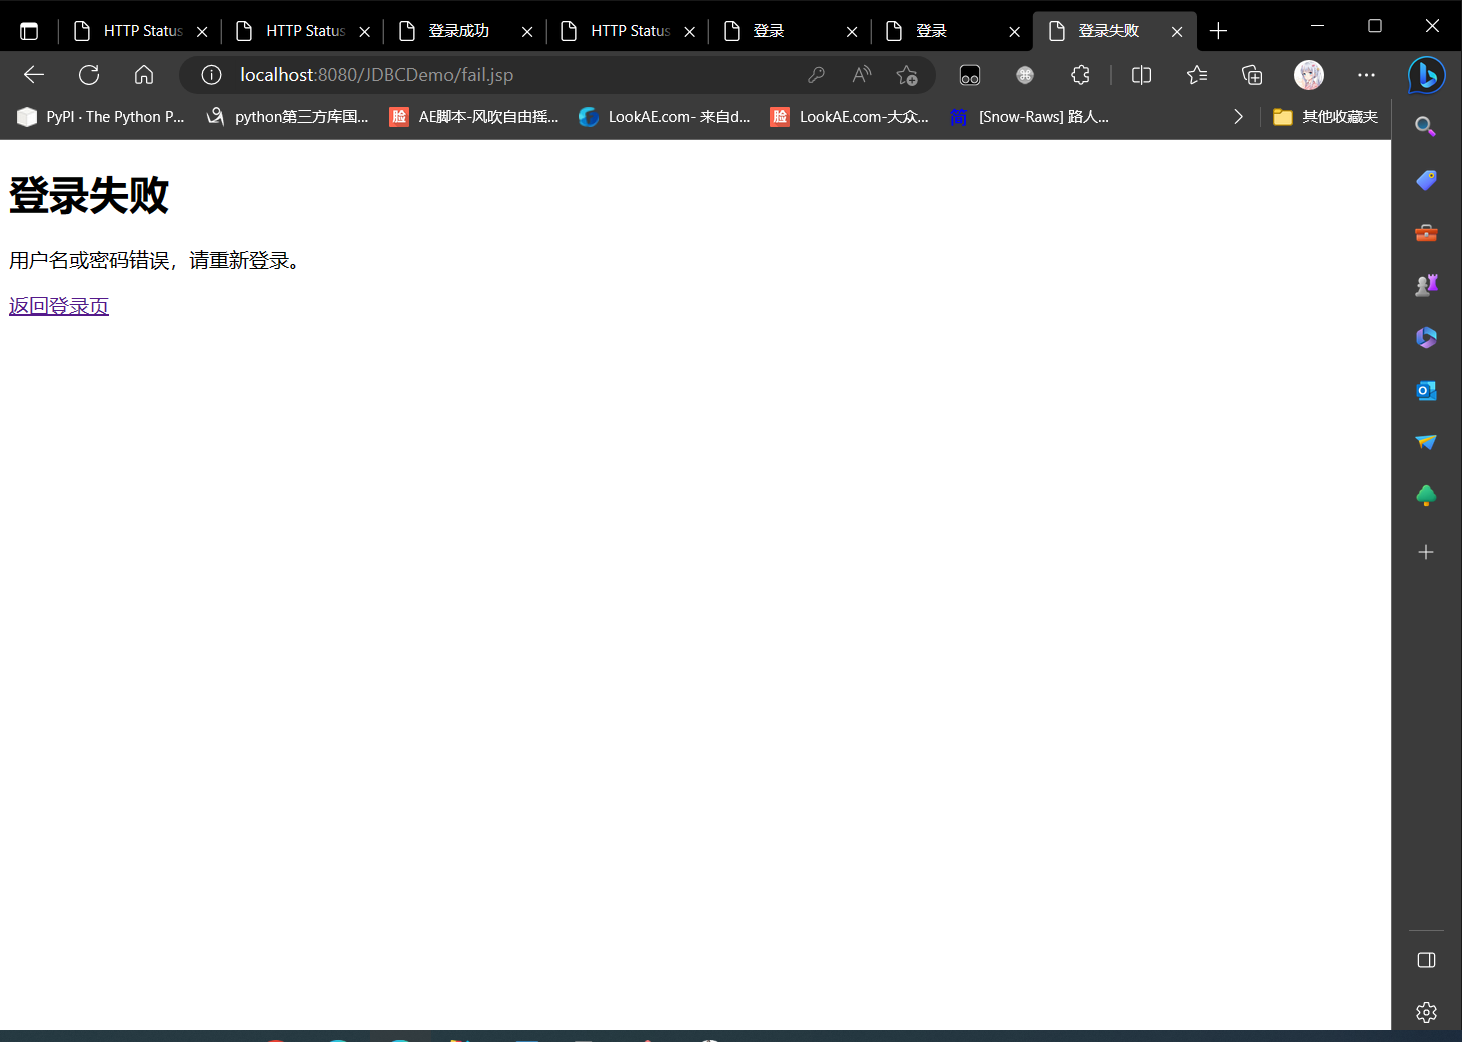 HTTP Status
HTTP Status
登录成功
HTTP Status
登录
登录
登录失败
localhost:8080/JDBCDemo/fail.jsp
PyPI · The Python P...
python第三方库国...
AE脚本-风吹自由摇...
LookAE.com- 来自d...
LookAE.com-大众...
[Snow-Raws] 路人...
其他收藏夹
登录失败
用户名或密码错误，请重新登录。
返回登录页